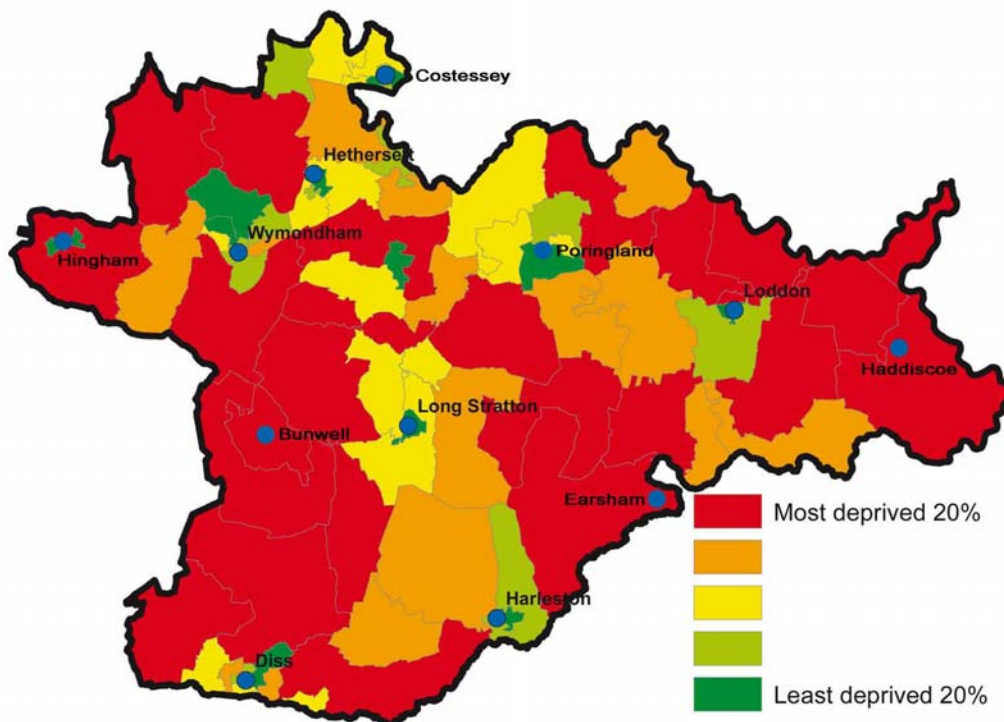 Costessey
Hethersett
Wymondham
Hingham
Poringland
Loddon
Haddiscoe
Long Stratton
Bunwell
Earsham
Most deprived 20%
Harleston
Diss
Least deprived 20%